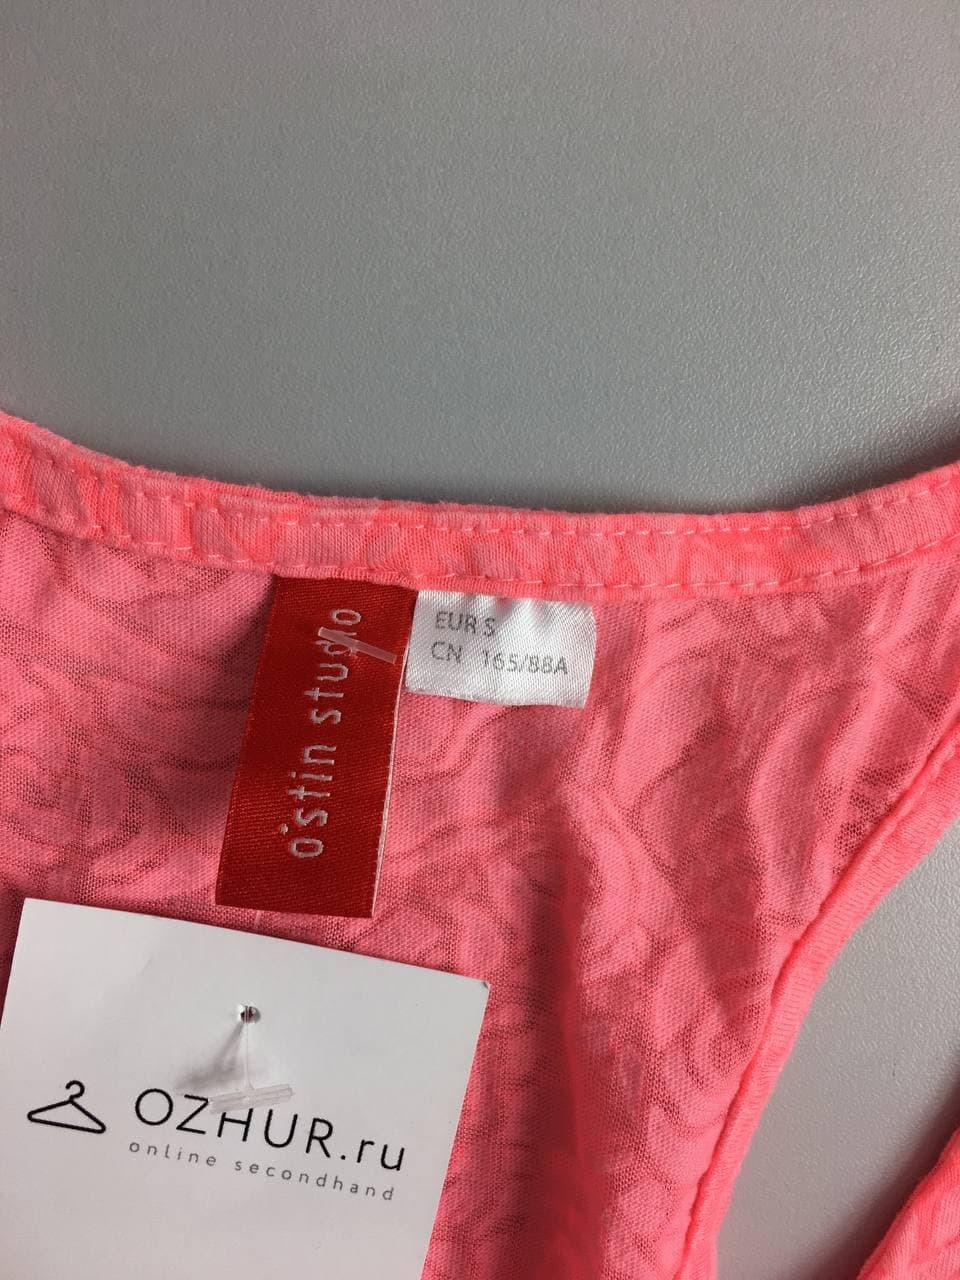 o'stin studio
EUR S
CN 165/88A
OZHUR.ru
online secondhand